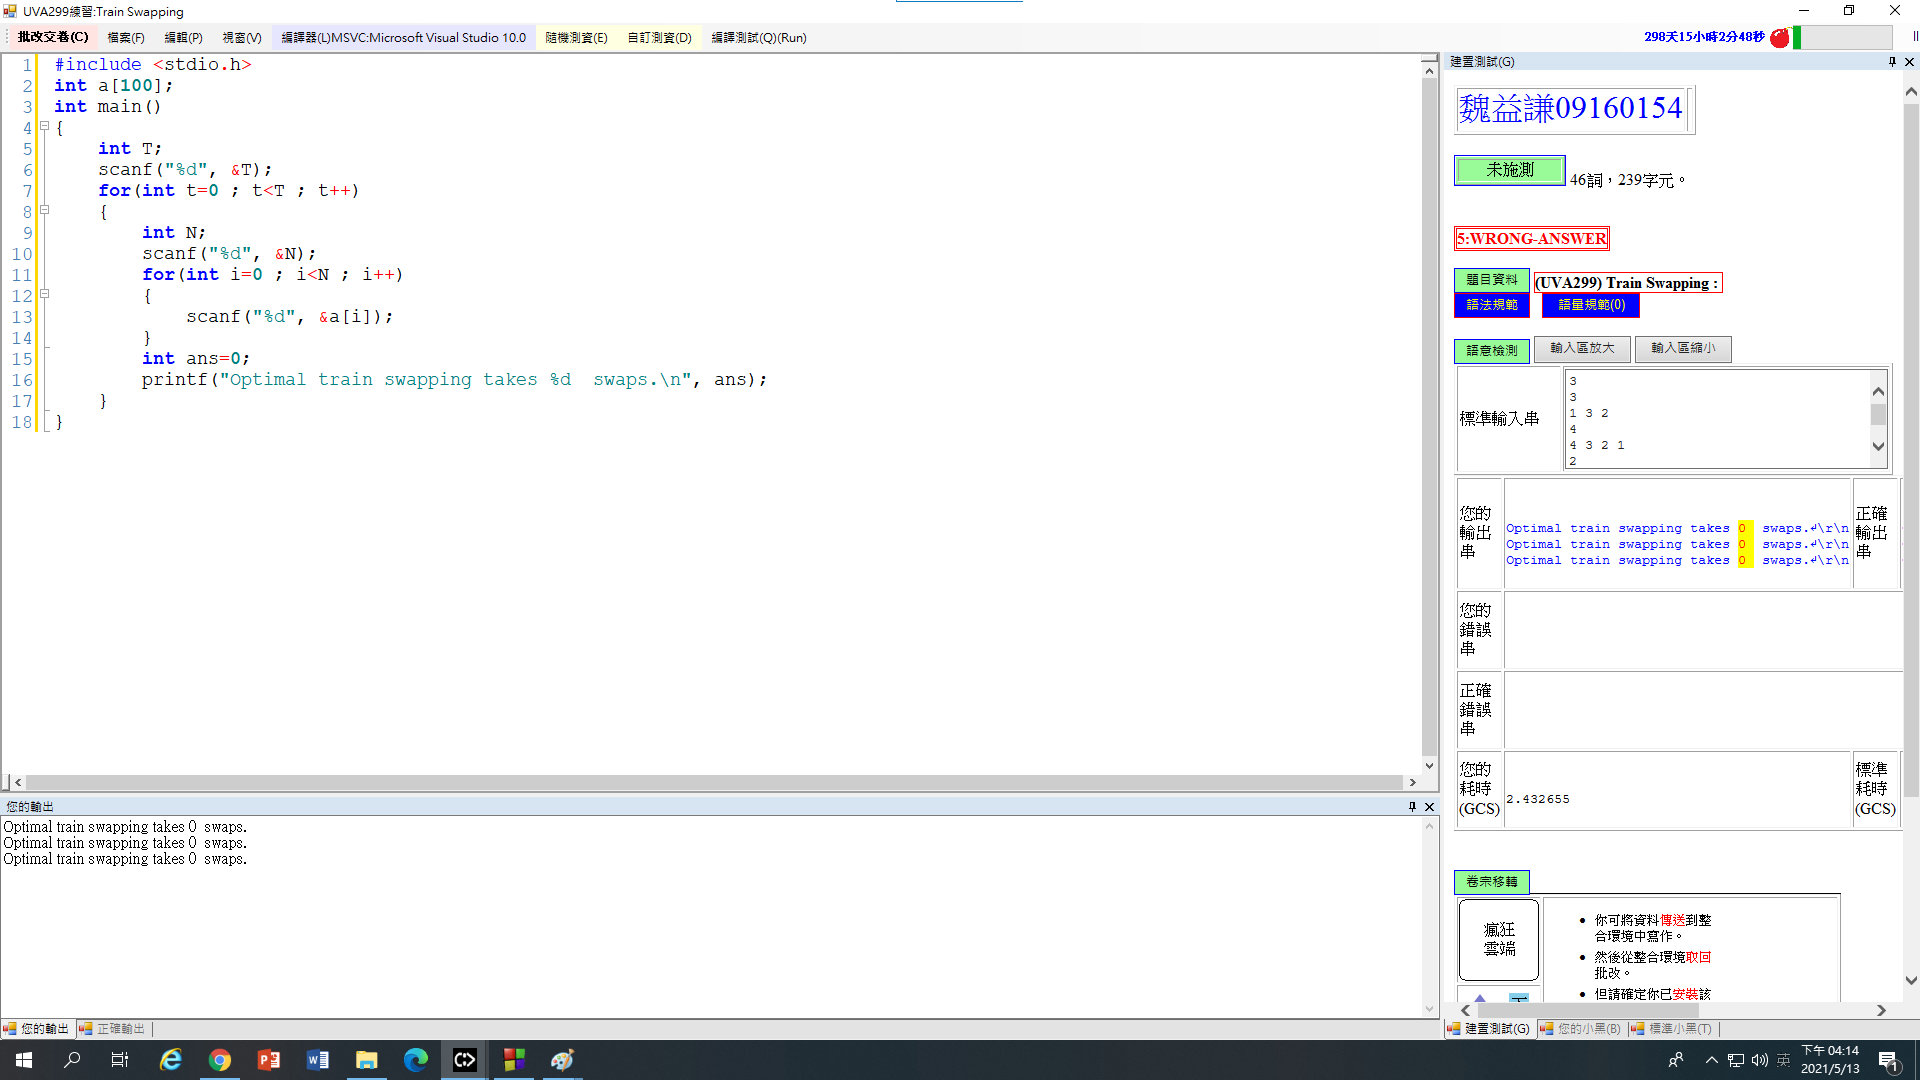 UVA299練習:Train Swapping
批改交卷(C) 檔案(F) 編輯(P) 視窗(V) 編譯器(L)MSVC:Microsoft Visual Studio 10.0 隨機測資(E) 自訂測資(D) 編譯測試(Q)(Run)
298天15小時2分48秒
1 #include <stdio.h>
2 int a[100];
3 int main()
4 {
5 int T;
6 scanf("%d", &T);
7 for(int t=0 ; t<T ; t++)
8 {
9 int N;
10 scanf("%d", &N);
11 for(int i=0 ; i<N ; i++)
12 {
13 scanf("%d", &a[i]);
14 }
15 int ans=0;
16 printf("Optimal train swapping takes %d  swaps.\n", ans);
17 }
18 }
您的輸出
Optimal train swapping takes 0  swaps.
Optimal train swapping takes 0  swaps.
Optimal train swapping takes 0  swaps.
您的輸出 正確輸出
建置測試(G)
魏益謙09160154
未施測 46詞，239字元。
5:WRONG-ANSWER
題目資料 (UVA299) Train Swapping :
語法規範 語量規範(0)
語意檢測 輸入區放大 輸入區縮小
標準輸入串
3
3
1 3 2
4
4 3 2 1
2
您的輸出串
Optimal train swapping takes 0  swaps.↲\r\n
Optimal train swapping takes 0  swaps.↲\r\n
Optimal train swapping takes 0  swaps.↲\r\n
正確輸出串
您的錯誤串
正確錯誤串
您的耗時(GCS)
2.432655
標準耗時(GCS)
卷宗移轉
瘋狂
雲端
• 你可將資料傳送到整
合環境中寫作。
• 然後從整合環境取回
批改。
• 但請確定你已安裝該
建置測試(G) 您的小黑(B) 標準小黑(T)
英
下午 04:14
2021/5/13
1